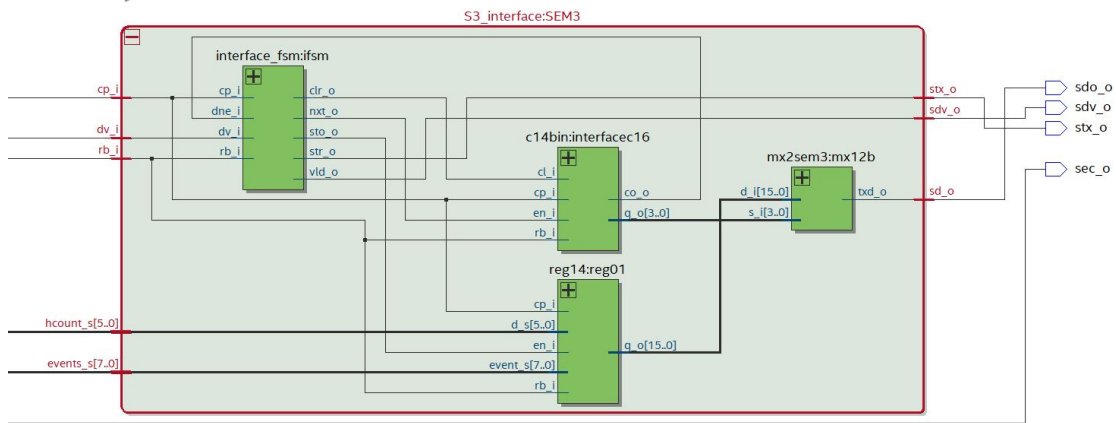 S3_interface:SEM3
interface_fsm:ifsm
cp_i
dne_i
dv_i
rb_i
clr_o
nxt_o
sto_o
str_o
vld_o
cp_i
dv_i
rb_i
hcount_s[5..0]
events_s[7..0]
c14bin:interfacec16
cl_i
cp_i
en_i
rb_i
co_o
q_o[3..0]
reg14:reg01
cp_i
d_s[5..0]
en_i
event_s[7..0]
rb_i
q_o[15..0]
mx2sem3:mx12b
d_i[15..0]
s_i[3..0]
txd_o
stx_o
sdv_o
sd_o
sdo_o
sdv_o
stx_o
sec_o